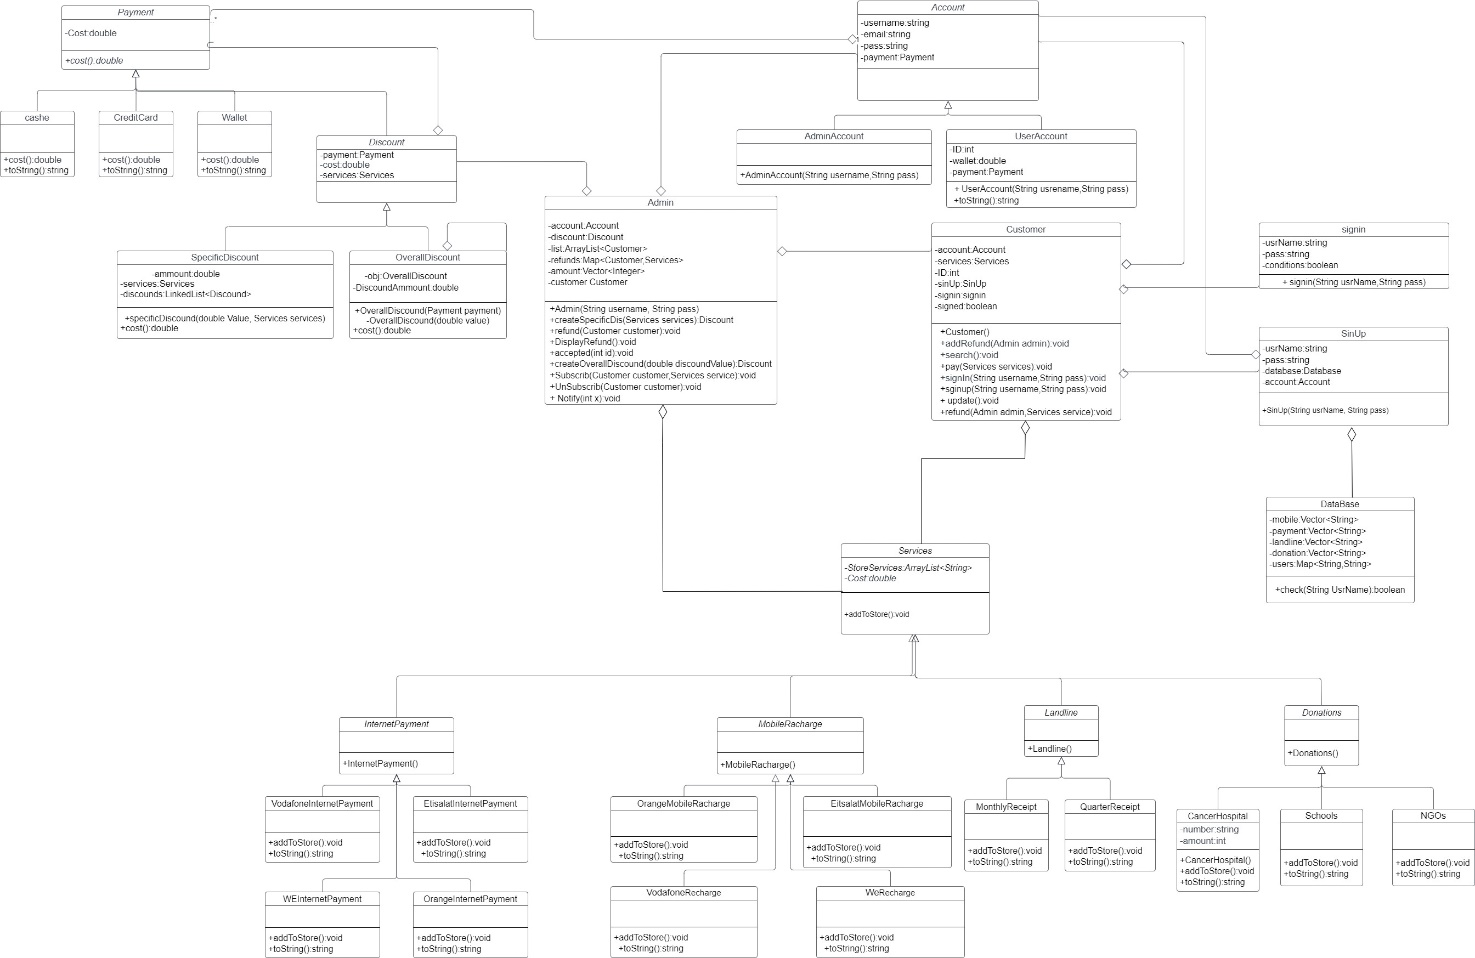 Payment
-Cost:double
+cost():double
*
cashe
+cost():double
+toString():string
CreditCard
+cost():double
+toString():string
Wallet
+cost():double
+toString():string
Discount
-payment:Payment
-cost:double
-services:Services
SpecificDiscount
-ammount:double
-services:Services
-discounds:LinkedList<Discound>
+specificDiscound(double Value, Services services)
+cost():double
OverallDiscount
-obj:OverallDiscount
-DiscoundAmmount:double
+OverallDiscound(Payment payment)
-OverallDiscound(double value)
+cost():double
Account
-username:string
-email:string
-pass:string
-payment:Payment
AdminAccount
+AdminAccount(String username,String pass)
UserAccount
-ID:int
-wallet:double
-payment:Payment
+ UserAccount(String usrename,String pass)
+toString():string
Admin
-account:Account
-discound:Discount
-list:ArrayList<Customer>
-refunds:Map<Customer,Services>
-amount:Vector<Integer>
-customer:Customer
+Admin(String username, String pass)
+createSpecificDis(Services services):Discount
+refund(Customer customer):void
+DisplayRefund():void
+accepted(int id):void
+createOverallDiscound(double discoundValue):Discount
+Subscrib(Customer customer,Services service):void
+UnSubscrib(Customer customer):void
+ Notify(int x):void
Customer
-account:Account
-services:Services
-ID:int
-sinUp:SinUp
-signin:signin
-signed:boolean
+Customer()
+addRefund(Admin admin):void
+search():void
+pay(Services services):void
+signIn(String username,String pass):void
+sginup(String username,String pass):void
+ update():void
+refund(Admin admin,Services service):void
signin
-usrName:string
-pass:string
-conditions:boolean
+ signin(String usrName,String pass)
SinUp
-usrName:string
-pass:string
-database:Database
-account:Account
+SinUp(String usrName, String pass)
DataBase
-mobile:Vector<String>
-payment:Vector<String>
-landline:Vector<String>
-donation:Vector<String>
-users:Map<String,String>
+check(String UsrName):boolean
Services
-StoreServices:ArrayList<String>
-Cost:double
+addToStore():void
InternetPayment
+InternetPayment()
VodafoneInternetPayment
+addToStore():void
+toString():string
EtisalatInternetPayment
+addToStore():void
+toString():string
WEInternetPayment
+addToStore():void
+toString():string
OrangeInternetPayment
+addToStore():void
+toString():string
MobileRacharge
+MobileRacharge()
OrangeMobileRacharge
+addToStore():void
+toString():string
EitsalatMobileRacharge
+addToStore():void
+toString():string
VodafoneRecharge
+addToStore():void
+toString():string
WeRecharge
+addToStore():void
+toString():string
Landline
+Landline()
MonthlyReceipt
+addToStore():void
+toString():string
QuarterReceipt
+addToStore():void
+toString():string
Donations
+Donations()
CancerHospital
-number:string
-amount:int
+CancerHospital()
+addToStore():void
+toString():string
Schools
+addToStore():void
+toString():string
NGOs
+addToStore():void
+toString():string